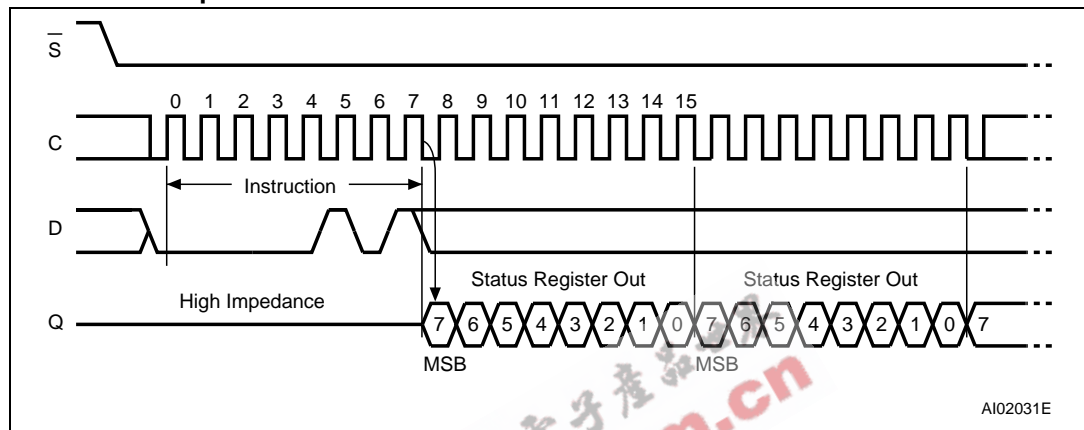 S
0 1 2 3 4 5 6 7 8 9 10 11 12 13 14 15
C
Instruction
D
Status Register Out Status Register Out
High Impedance
Q 7 6 5 4 3 2 1 0 7 6 5 4 3 2 1 0 7
MSB MSB
AI02031E